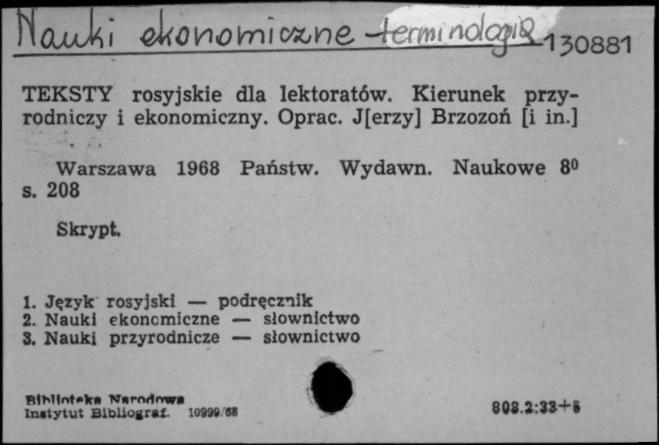 Nauki ekonomiczne - terminologia 130881
TEKSTY rosyjskie dla lektoratów. Kierunek przy-
rodniczy i ekonomiczny. Oprac. J[erzy] Brzozoń [i in.]
Warszawa 1968 Państw. Wydawn. Naukowe 8⁰
s. 208
Skrypt.
1. Język rosyjski — podręcznik
2. Nauki ekonomiczne — słownictwo
3. Nauki przyrodnicze — słownictwo
Biblioteka Narodowa
Instytut Bibliograf. 10999/68
808.2:33+5